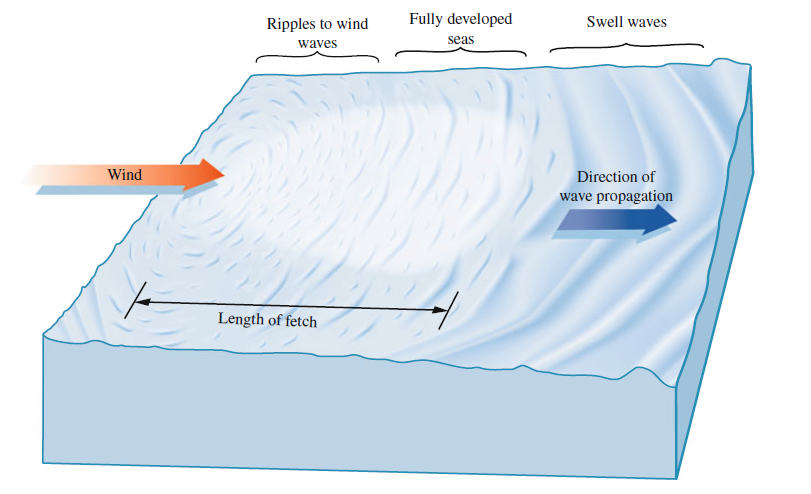 Ripples to wind
waves
Fully developed
seas
Swell waves
Wind
Direction of
wave propagation
Length of fetch